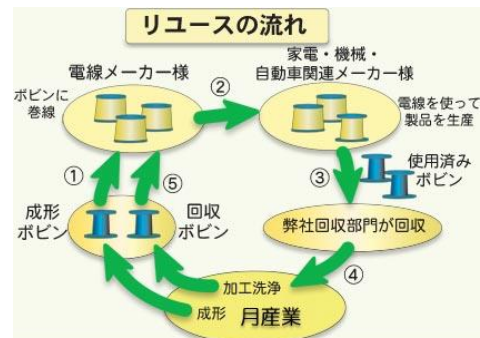 リユースの流れ
電線メーカー様
ボビンに
巻線
②
家電・機械・
自動車関連メーカー様
電線を使って
製品を生産
①
⑤
③
使用済み
ボビン
成形
ボビン
回収
ボビン
弊社回収部門が回収
④
加工洗浄
成形
月産業